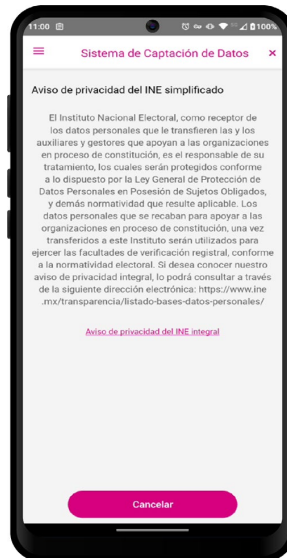 11:00 100%
Sistema de Captación de Datos ×
Aviso de privacidad del INE simplificado
El Instituto Nacional Electoral, como receptor de
los datos personales que le transfieren las y los
auxiliares y gestores que apoyan a las organizaciones
en proceso de constitución, es el responsable de su
tratamiento, los cuales serán protegidos conforme
a lo dispuesto por la Ley General de Protección de
Datos Personales en Posesión de Sujetos Obligados,
y demás normatividad que resulte aplicable. Los
datos personales que se recaban para apoyar a las
organizaciones en proceso de constitución, una vez
transferidos a este Instituto serán utilizados para
ejercer las facultades de verificación registral, conforme
a la normatividad electoral. Si desea conocer nuestro
aviso de privacidad integral, lo podrá consultar a través
de la siguiente dirección electrónica: https://www.ine
.mx/transparencia/listado-bases-datos-personales/
Aviso de privacidad del INE integral
Cancelar